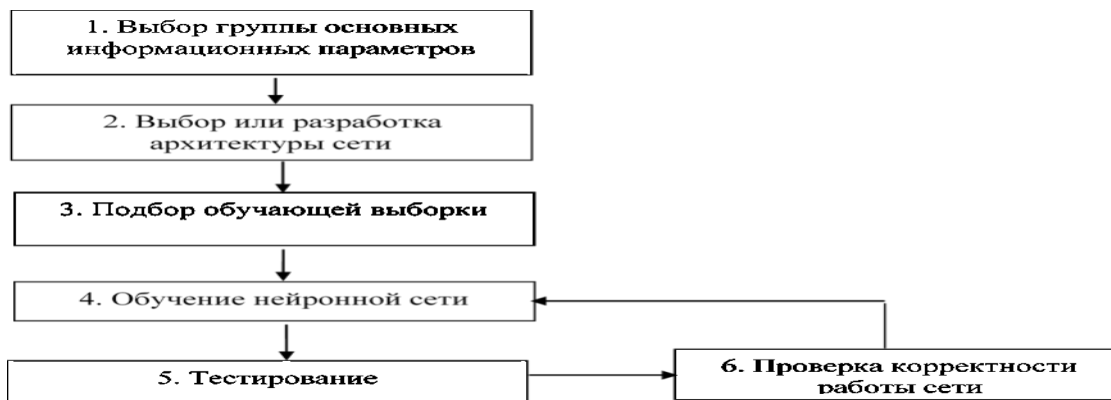 1. Выбор группы основных
информационных параметров
2. Выбор или разработка
архитектуры сети
3. Подбор обучающей выборки
4. Обучение нейронной сети
5. Тестирование
6. Проверка корректности
работы сети